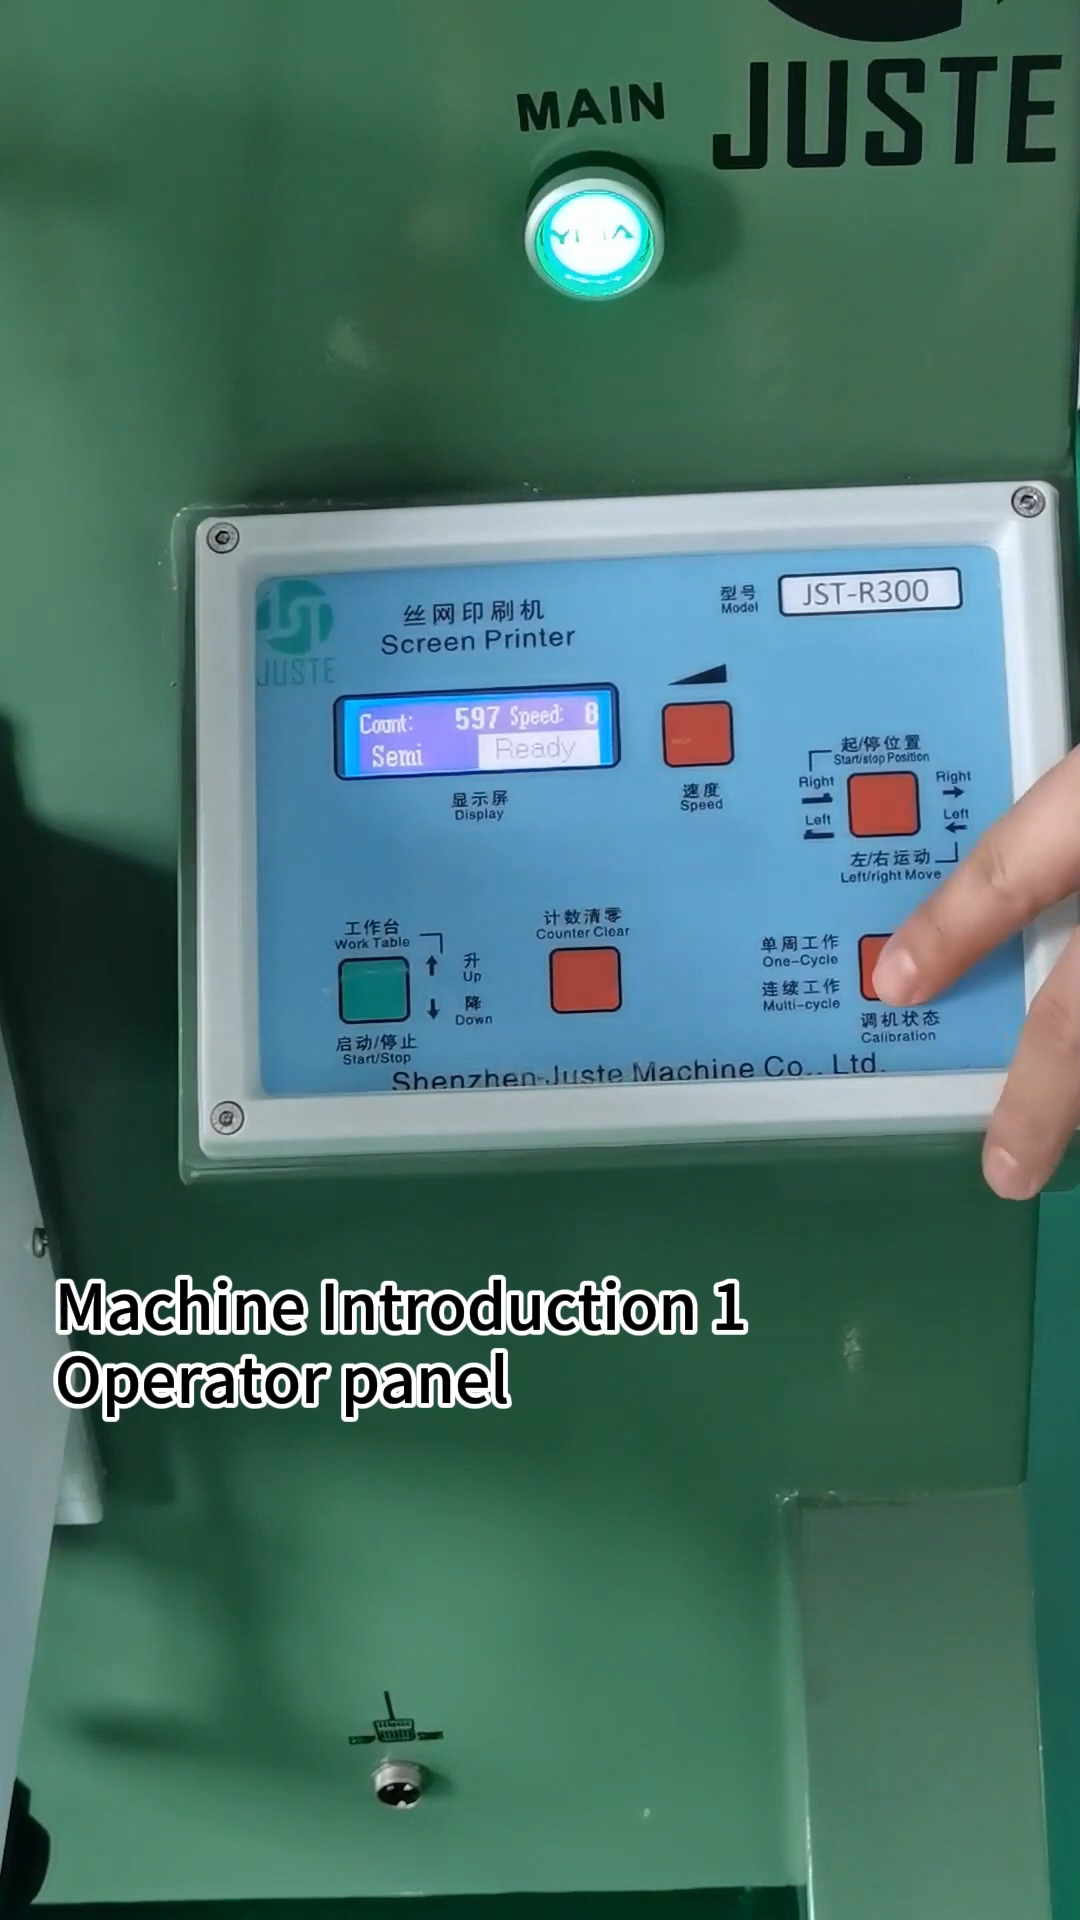 MAIN
JUSTE
JST
JUSTE
丝网印刷机
Screen Printer
型号
Model
JST-R300
Count: 597 Speed: 8
Semi Ready
显示屏
Display
速度
Speed
起/停位置
Start/stop Position
Right
Right
Left
Left
左/右运动
Left/right Move
工作台
Work Table
升
Up
降
Down
启动/停止
Start/Stop
计数清零
Counter Clear
单周工作
One-Cycle
连续工作
Multi-cycle
调机状态
Calibration
Shenzhen Juste Machine Co., Ltd.
Machine Introduction 1
Operator panel